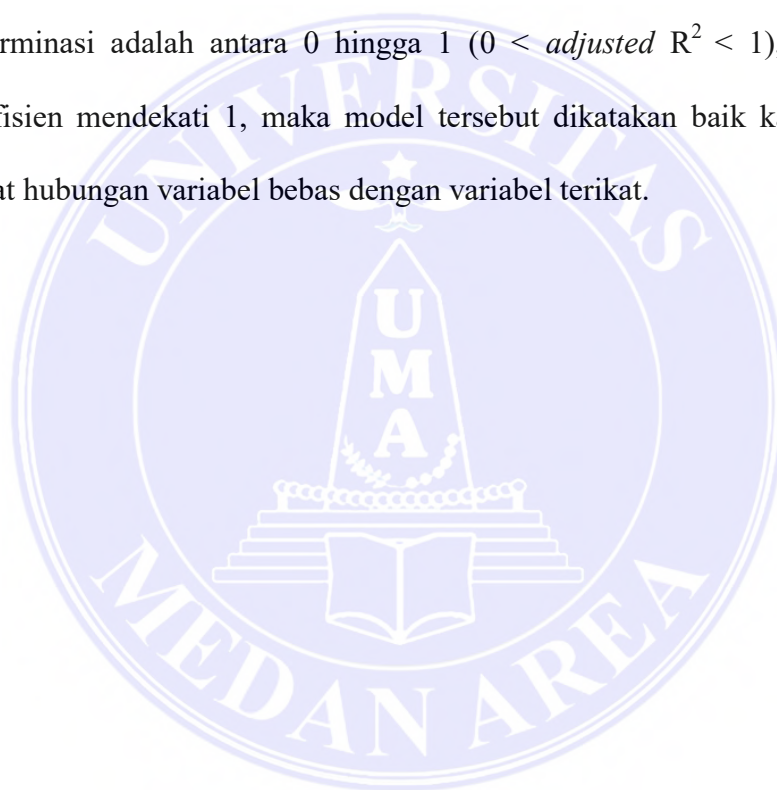 rminasi adalah antara 0 hingga 1 (0 < adjusted R² < 1),
fisien mendekati 1, maka model tersebut dikatakan baik ka
at hubungan variabel bebas dengan variabel terikat.
UNIVERSITAS
U
M
A
MEDAN AREA